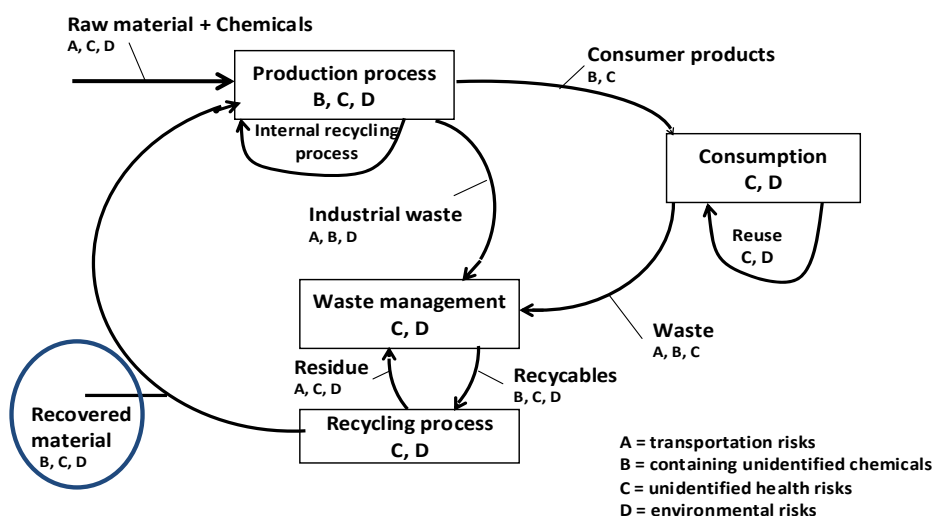 Raw material + Chemicals
A, C, D
Production process
B, C, D
Internal recycling
process
Consumer products
B, C
Consumption
C, D
Reuse
C, D
Industrial waste
A, B, D
Waste management
C, D
Waste
A, B, C
Residue
A, C, D
Recycables
B, C, D
Recycling process
C, D
Recovered
material
B, C, D
A = transportation risks
B = containing unidentified chemicals
C = unidentified health risks
D = environmental risks